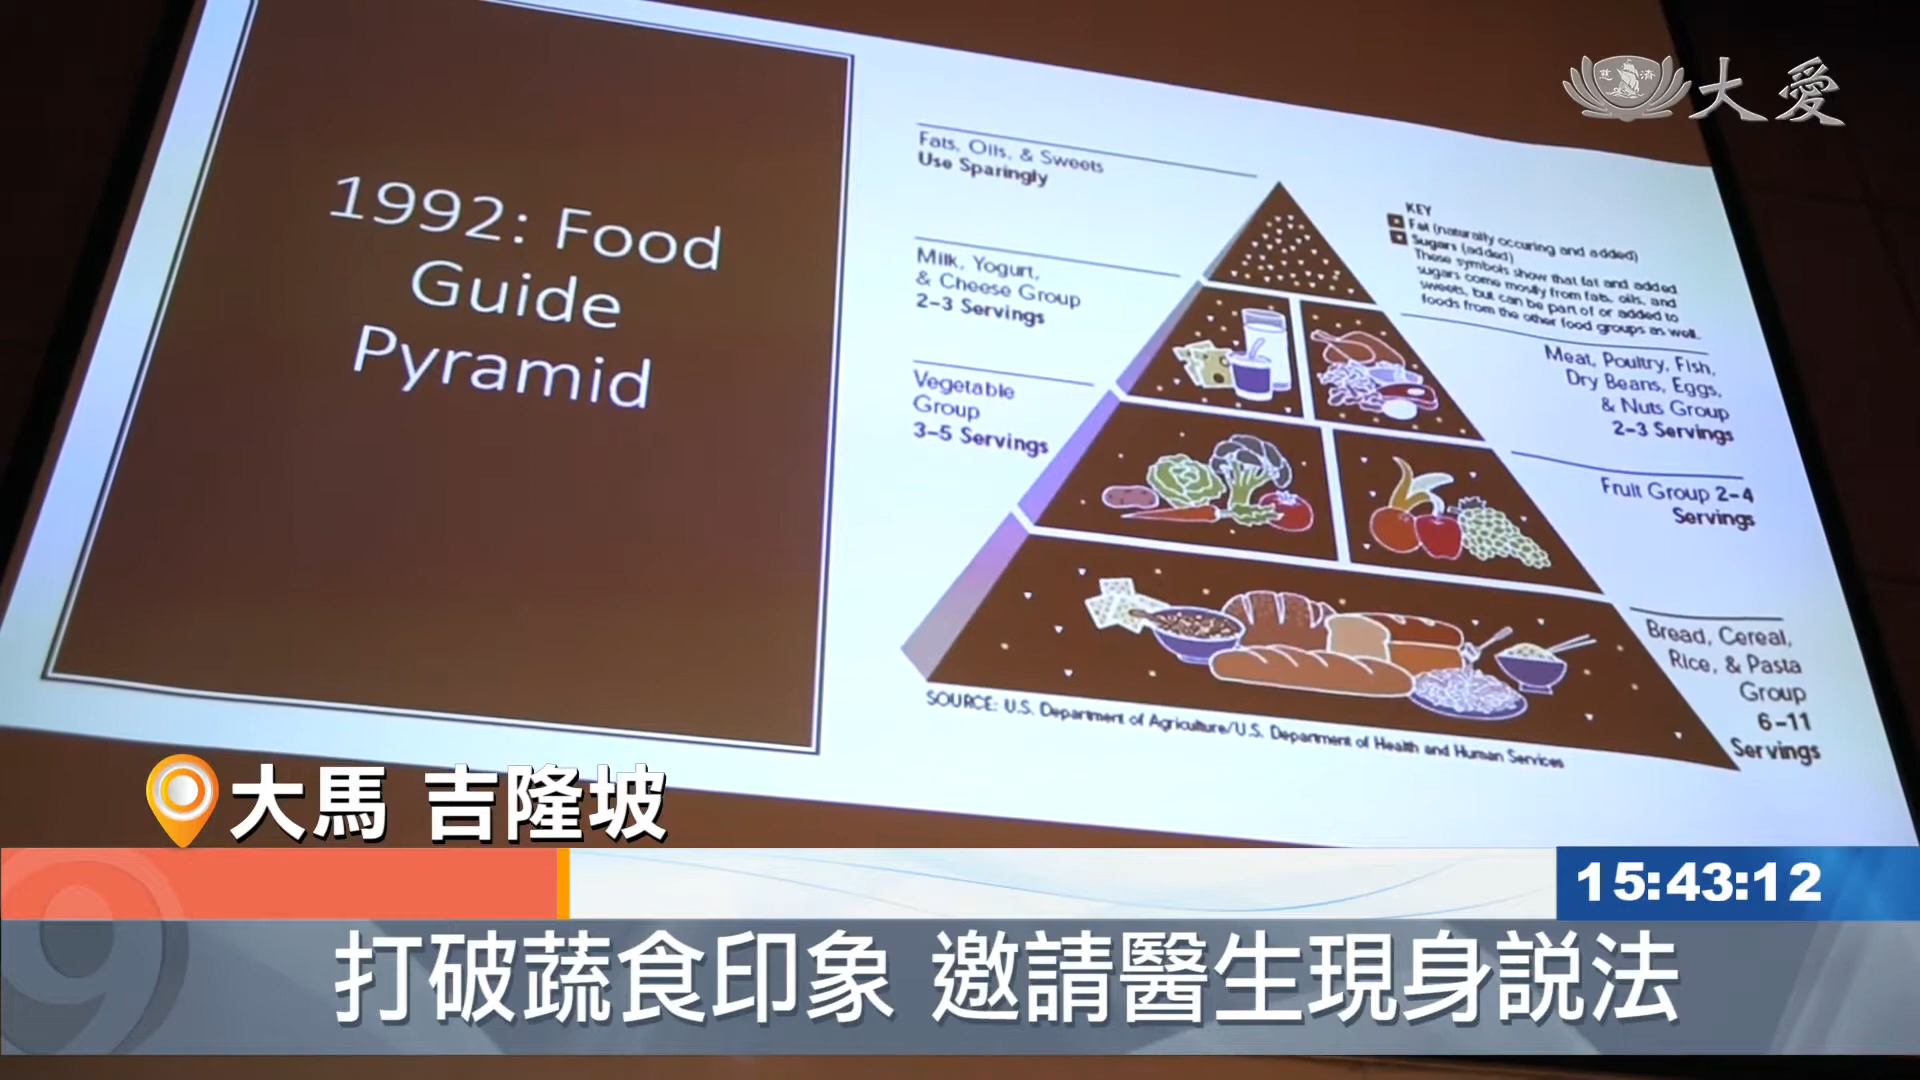 慈濟
大愛
1992: Food
Guide
Pyramid
Fats, Oils, & Sweets
Use Sparingly
KEY
Fat (naturally occuring and added)
Sugars (added)
These symbols show that fat and added
sugars come mostly from fats, oils, and
sweets, but can be part of or added to
foods from the other food groups as well.
Milk, Yogurt,
& Cheese Group
2–3 Servings
Meat, Poultry, Fish,
Dry Beans, Eggs,
& Nuts Group
2–3 Servings
Vegetable
Group
3–5 Servings
Fruit Group 2–4
Servings
Bread, Cereal,
Rice, & Pasta
Group
6–11
Servings
SOURCE: U.S. Department of Agriculture/U.S. Department of Health and Human Services
大馬 吉隆坡
15:43:12
9
打破蔬食印象 邀請醫生現身說法